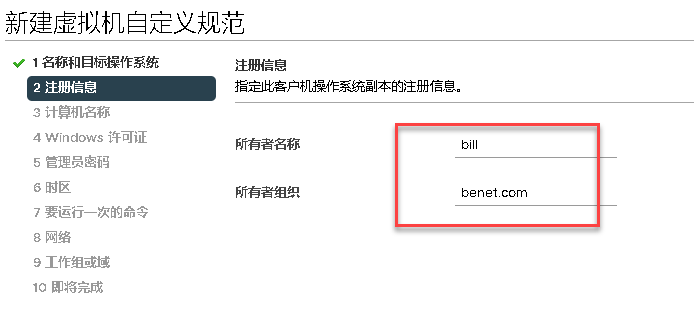 新建虚拟机自定义规范
1 名称和目标操作系统
2 注册信息
3 计算机名称
4 Windows 许可证
5 管理员密码
6 时区
7 要运行一次的命令
8 网络
9 工作组或域
10 即将完成
注册信息
指定此客户机操作系统副本的注册信息。
所有者名称
bill
所有者组织
benet.com